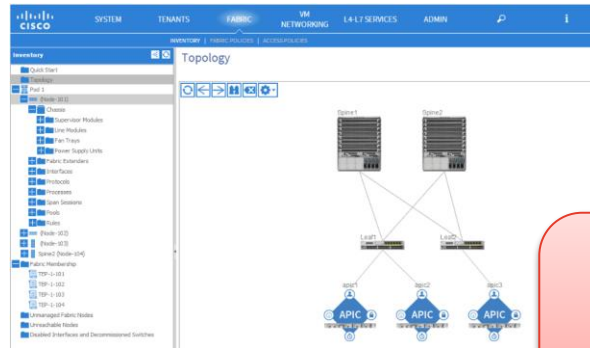 CISCO
SYSTEM
TENANTS
FABRIC
VM
NETWORKING
L4-L7 SERVICES
ADMIN
i
INVENTORY | FABRIC POLICIES | ACCESS POLICIES
Inventory
Topology
Quick Start
Topology
Pod 1
(Node-101)
Chassis
Supervisor Modules
Line Modules
Fan Trays
Power Supply Units
Fabric Extenders
Interfaces
Protocols
Processes
Span Sessions
Pools
Rules
(Node-102)
(Node-103)
Spine2 (Node-104)
Fabric Membership
TEP-1-101
TEP-1-102
TEP-1-103
TEP-1-104
Unmanaged Fabric Nodes
Unreachable Nodes
Disabled Interfaces and Decommissioned Switches
Spine1
Spine2
Leaf1
Leaf2
apic1
apic2
apic3
APIC
APIC
APIC